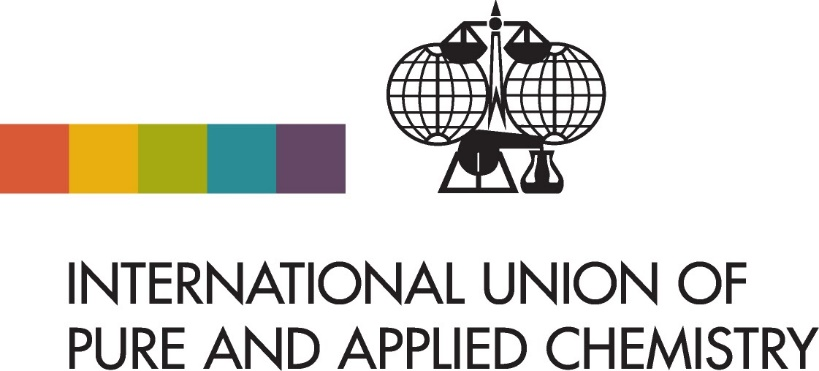 INTERNATIONAL UNION OF
PURE AND APPLIED CHEMISTRY